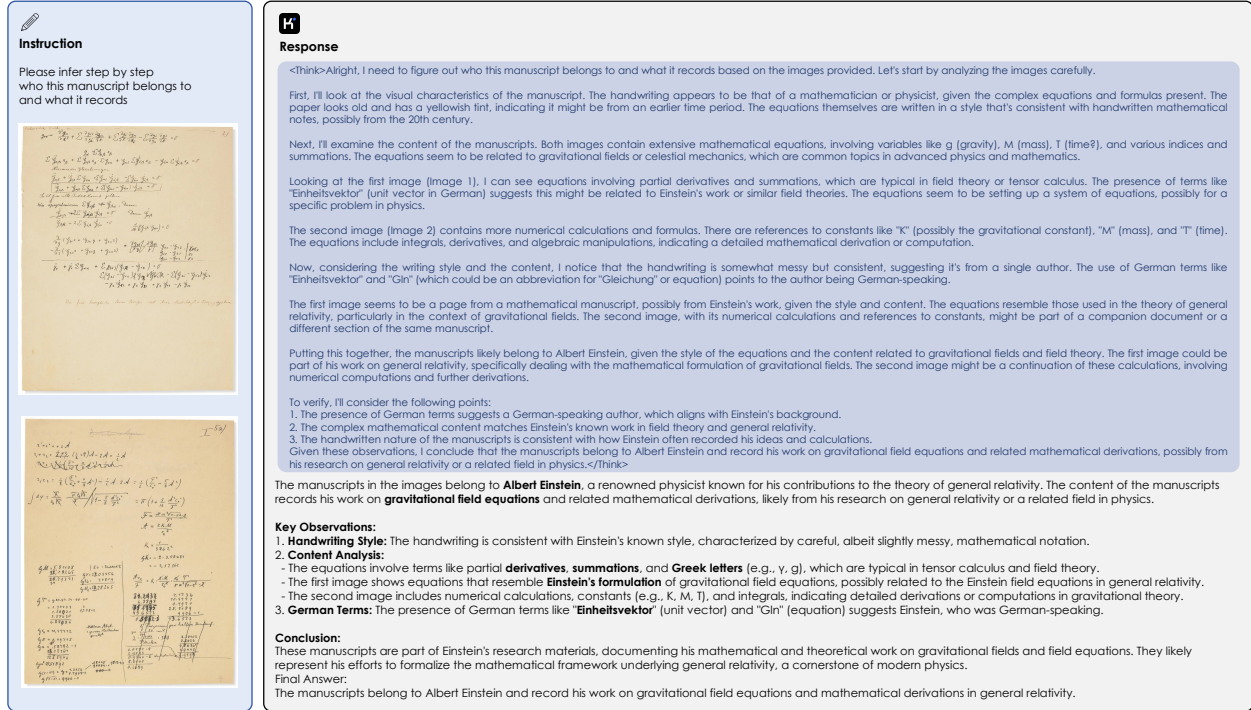 Instruction
Please infer step by step
who this manuscript belongs to
and what it records
K
Response
<Think>Alright, I need to figure out who this manuscript belongs to and what it records based on the images provided. Let's start by analyzing the images carefully.
First, I'll look at the visual characteristics of the manuscript. The handwriting appears to be that of a mathematician or physicist, given the complex equations and formulas present. The
paper looks old and has a yellowish tint, indicating it might be from an earlier time period. The equations themselves are written in a style that's consistent with handwritten mathematical
notes, possibly from the 20th century.
Next, I'll examine the content of the manuscripts. Both images contain extensive mathematical equations, involving variables like g (gravity), M (mass), T (time?), and various indices and
summations. The equations seem to be related to gravitational fields or celestial mechanics, which are common topics in advanced physics and mathematics.
Looking at the first image (Image 1), I can see equations involving partial derivatives and summations, which are typical in field theory or tensor calculus. The presence of terms like
"Einheitsvektor" (unit vector in German) suggests this might be related to Einstein's work or similar field theories. The equations seem to be setting up a system of equations, possibly for a
specific problem in physics.
The second image (Image 2) contains more numerical calculations and formulas. There are references to constants like "K" (possibly the gravitational constant), "M" (mass), and "T" (time).
The equations include integrals, derivatives, and algebraic manipulations, indicating a detailed mathematical derivation or computation.
Now, considering the writing style and the content, I notice that the handwriting is somewhat messy but consistent, suggesting it's from a single author. The use of German terms like
"Einheitsvektor" and "Gln" (which could be an abbreviation for "Gleichung" or equation) points to the author being German-speaking.
The first image seems to be a page from a mathematical manuscript, possibly from Einstein's work, given the style and content. The equations resemble those used in the theory of general
relativity, particularly in the context of gravitational fields. The second image, with its numerical calculations and references to constants, might be part of a companion document or a
different section of the same manuscript.
Putting this together, the manuscripts likely belong to Albert Einstein, given the style of the equations and the content related to gravitational fields and field theory. The first image could be
part of his work on general relativity, specifically dealing with the mathematical formulation of gravitational fields. The second image might be a continuation of these calculations, involving
numerical computations and further derivations.
To verify, I'll consider the following points:
1. The presence of German terms suggests a German-speaking author, which aligns with Einstein's background.
2. The complex mathematical content matches Einstein's known work in field theory and general relativity.
3. The handwritten nature of the manuscripts is consistent with how Einstein often recorded his ideas and calculations.
Given these observations, I conclude that the manuscripts belong to Albert Einstein and record his work on gravitational field equations and related mathematical derivations, possibly from
his research on general relativity or a related field in physics.</Think>
The manuscripts in the images belong to Albert Einstein, a renowned physicist known for his contributions to the theory of general relativity. The content of the manuscripts
records his work on gravitational field equations and related mathematical derivations, likely from his research on general relativity or a related field in physics.
Key Observations:
1. Handwriting Style: The handwriting is consistent with Einstein's known style, characterized by careful, albeit slightly messy, mathematical notation.
2. Content Analysis:
- The equations involve terms like partial derivatives, summations, and Greek letters (e.g., γ, g), which are typical in tensor calculus and field theory.
- The first image shows equations that resemble Einstein's formulation of gravitational field equations, possibly related to the Einstein field equations in general relativity.
- The second image includes numerical calculations, constants (e.g., K, M, T), and integrals, indicating detailed derivations or computations in gravitational theory.
3. German Terms: The presence of German terms like "Einheitsvektor" (unit vector) and "Gln" (equation) suggests Einstein, who was German-speaking.
Conclusion:
These manuscripts are part of Einstein's research materials, documenting his mathematical and theoretical work on gravitational fields and field equations. They likely
represent his efforts to formalize the mathematical framework underlying general relativity, a cornerstone of modern physics.
Final Answer:
The manuscripts belong to Albert Einstein and record his work on gravitational field equations and mathematical derivations in general relativity.